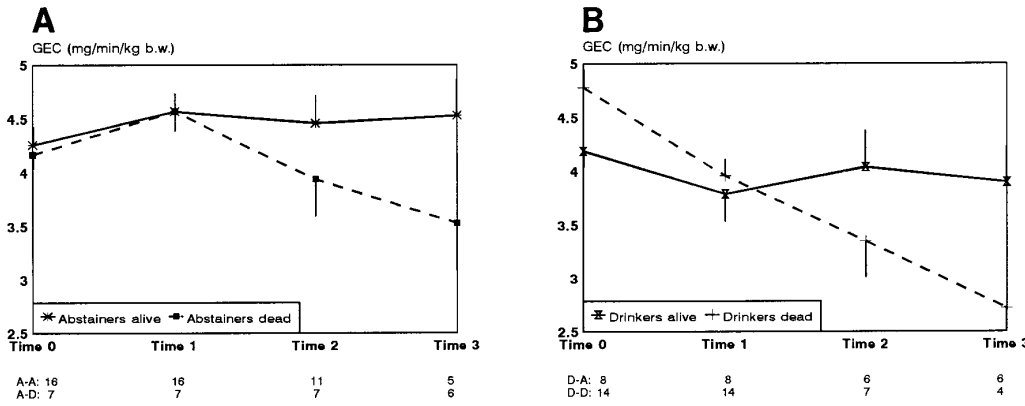 A
GEC (mg/min/kg b.w.)
5
4.5
4
3.5
3
2.5
Abstainers alive Abstainers dead
Time 0 Time 1 Time 2 Time 3
A-A: 16 16 11 5
A-D: 7 7 7 6
B
GEC (mg/min/kg b.w.)
5
4.5
4
3.5
3
2.5
Drinkers alive Drinkers dead
Time 0 Time 1 Time 2 Time 3
D-A: 8 8 6 6
D-D: 14 14 7 4